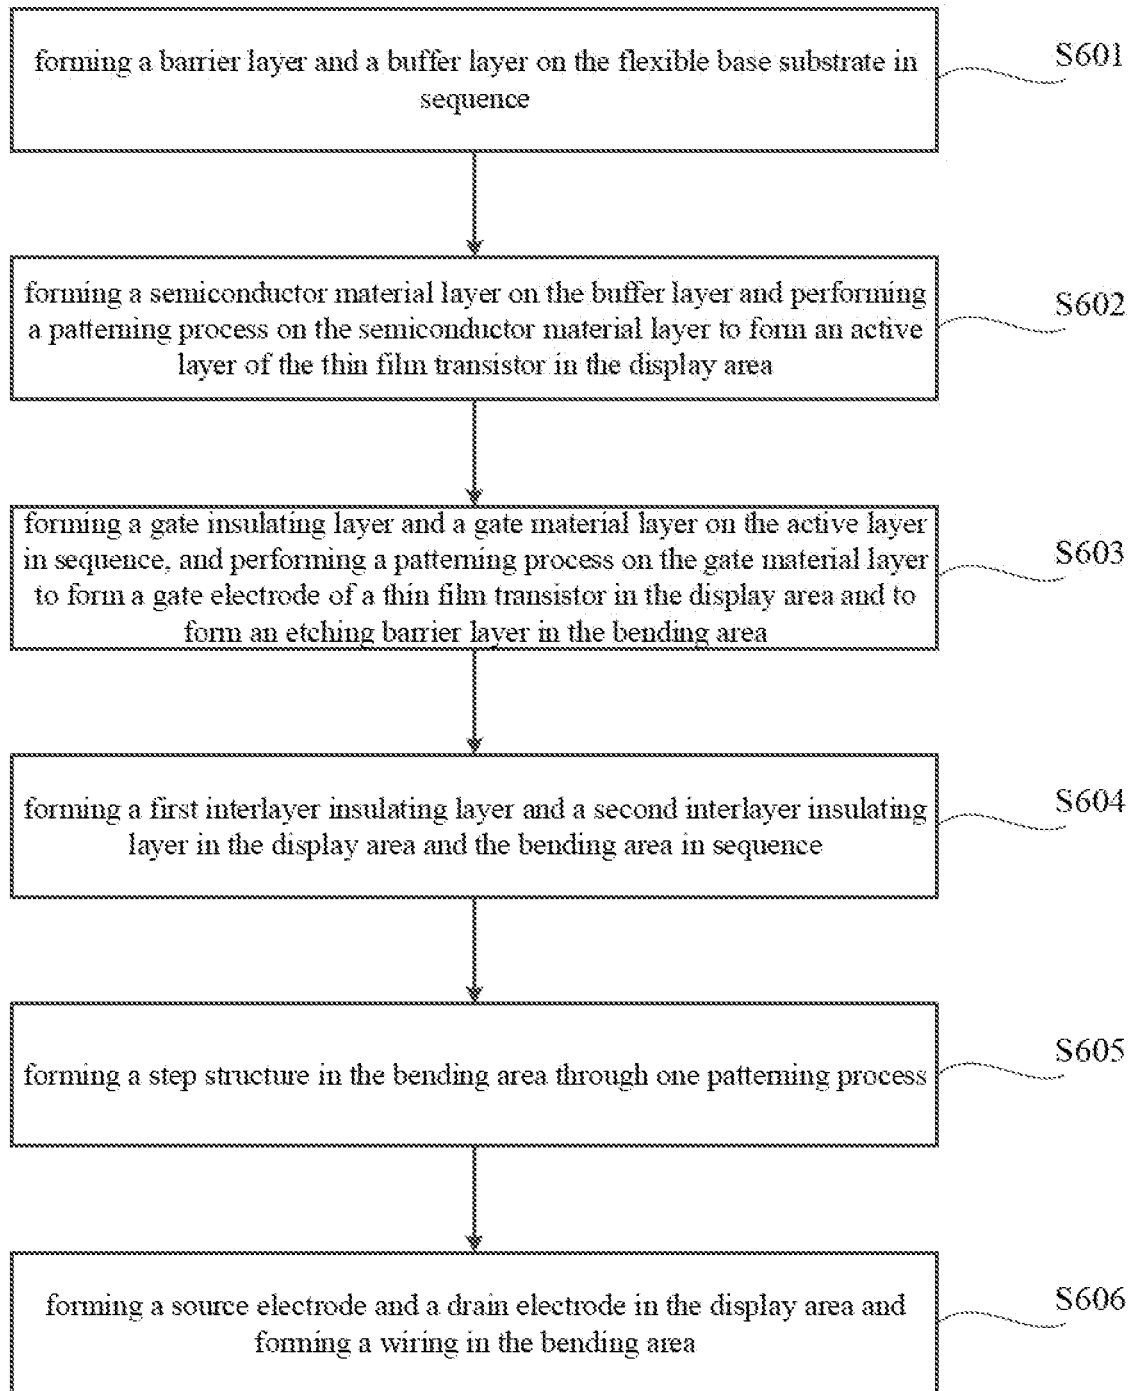 forming a barrier layer and a buffer layer on the flexible base substrate in
sequence
S601
forming a semiconductor material layer on the buffer layer and performing
a patterning process on the semiconductor material layer to form an active
layer of the thin film transistor in the display area
S602
forming a gate insulating layer and a gate material layer on the active layer
in sequence, and performing a patterning process on the gate material layer
to form a gate electrode of a thin film transistor in the display area and to
form an etching barrier layer in the bending area
S603
forming a first interlayer insulating layer and a second interlayer insulating
layer in the display area and the bending area in sequence
S604
forming a step structure in the bending area through one patterning process
S605
forming a source electrode and a drain electrode in the display area and
forming a wiring in the bending area
S606